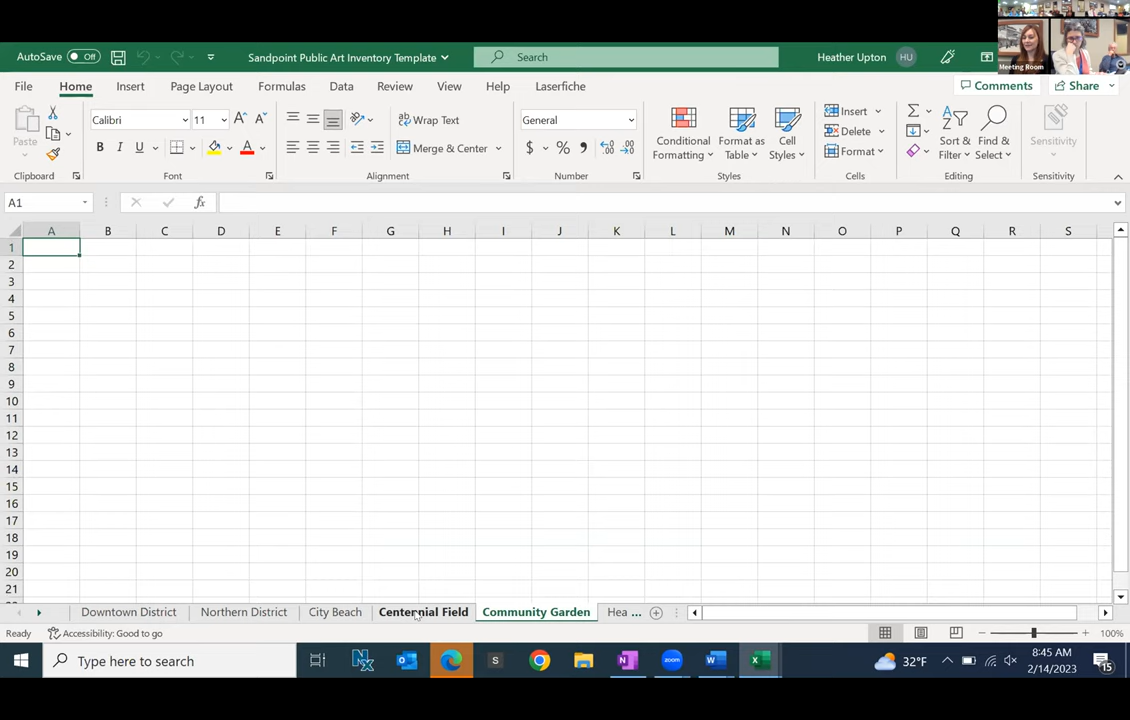 AutoSave Off Sandpoint Public Art Inventory Template Search Heather Upton HU
Meeting Room
File Home Insert Page Layout Formulas Data Review View Help Laserfiche Comments Share
Paste Calibri 11 ab Wrap Text General Conditional Formatting Format as Table Cell Styles Insert Sort & Filter Find & Select Sensitivity
B I U A Merge & Center $ % Delete
Format
Clipboard Font Alignment Number Styles Cells Editing Sensitivity
A1 fx
A B C D E F G H I J K L M N O P Q R S
1
2
3
4
5
6
7
8
9
10
11
12
13
14
15
16
17
18
19
20
21
Downtown District Northern District City Beach Centennial Field Community Garden Hea ...
Ready Accessibility: Good to go 100%
Type here to search 32°F 8:45 AM
2/14/2023 15
zoom